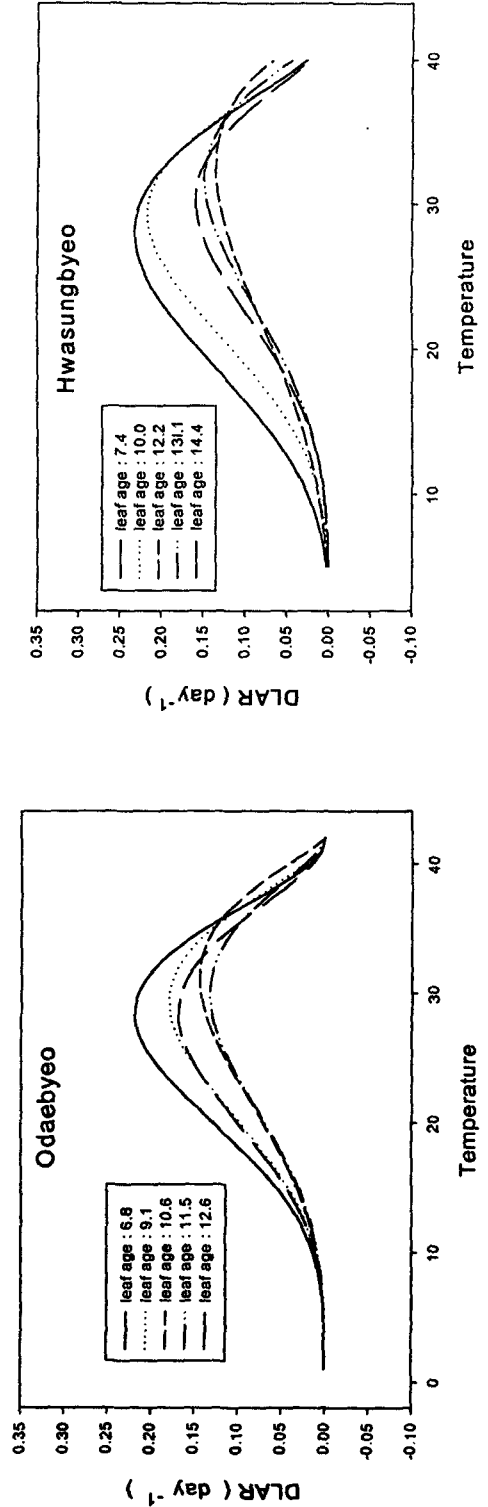 Odaebyeo
leaf age : 6.8
leaf age : 9.1
leaf age : 10.6
leaf age : 11.5
leaf age : 12.6
0.35
0.30
0.25
0.20
0.15
0.10
0.05
0.00
-0.05
-0.10
DLAR ( day-1 )
0
10
20
30
40
Temperature
Hwasungbyeo
leaf age : 7.4
leaf age : 10.0
leaf age : 12.2
leaf age : 13l.1
leaf age : 14.4
0.35
0.30
0.25
0.20
0.15
0.10
0.05
0.00
-0.05
-0.10
DLAR ( day-1 )
10
20
30
40
Temperature